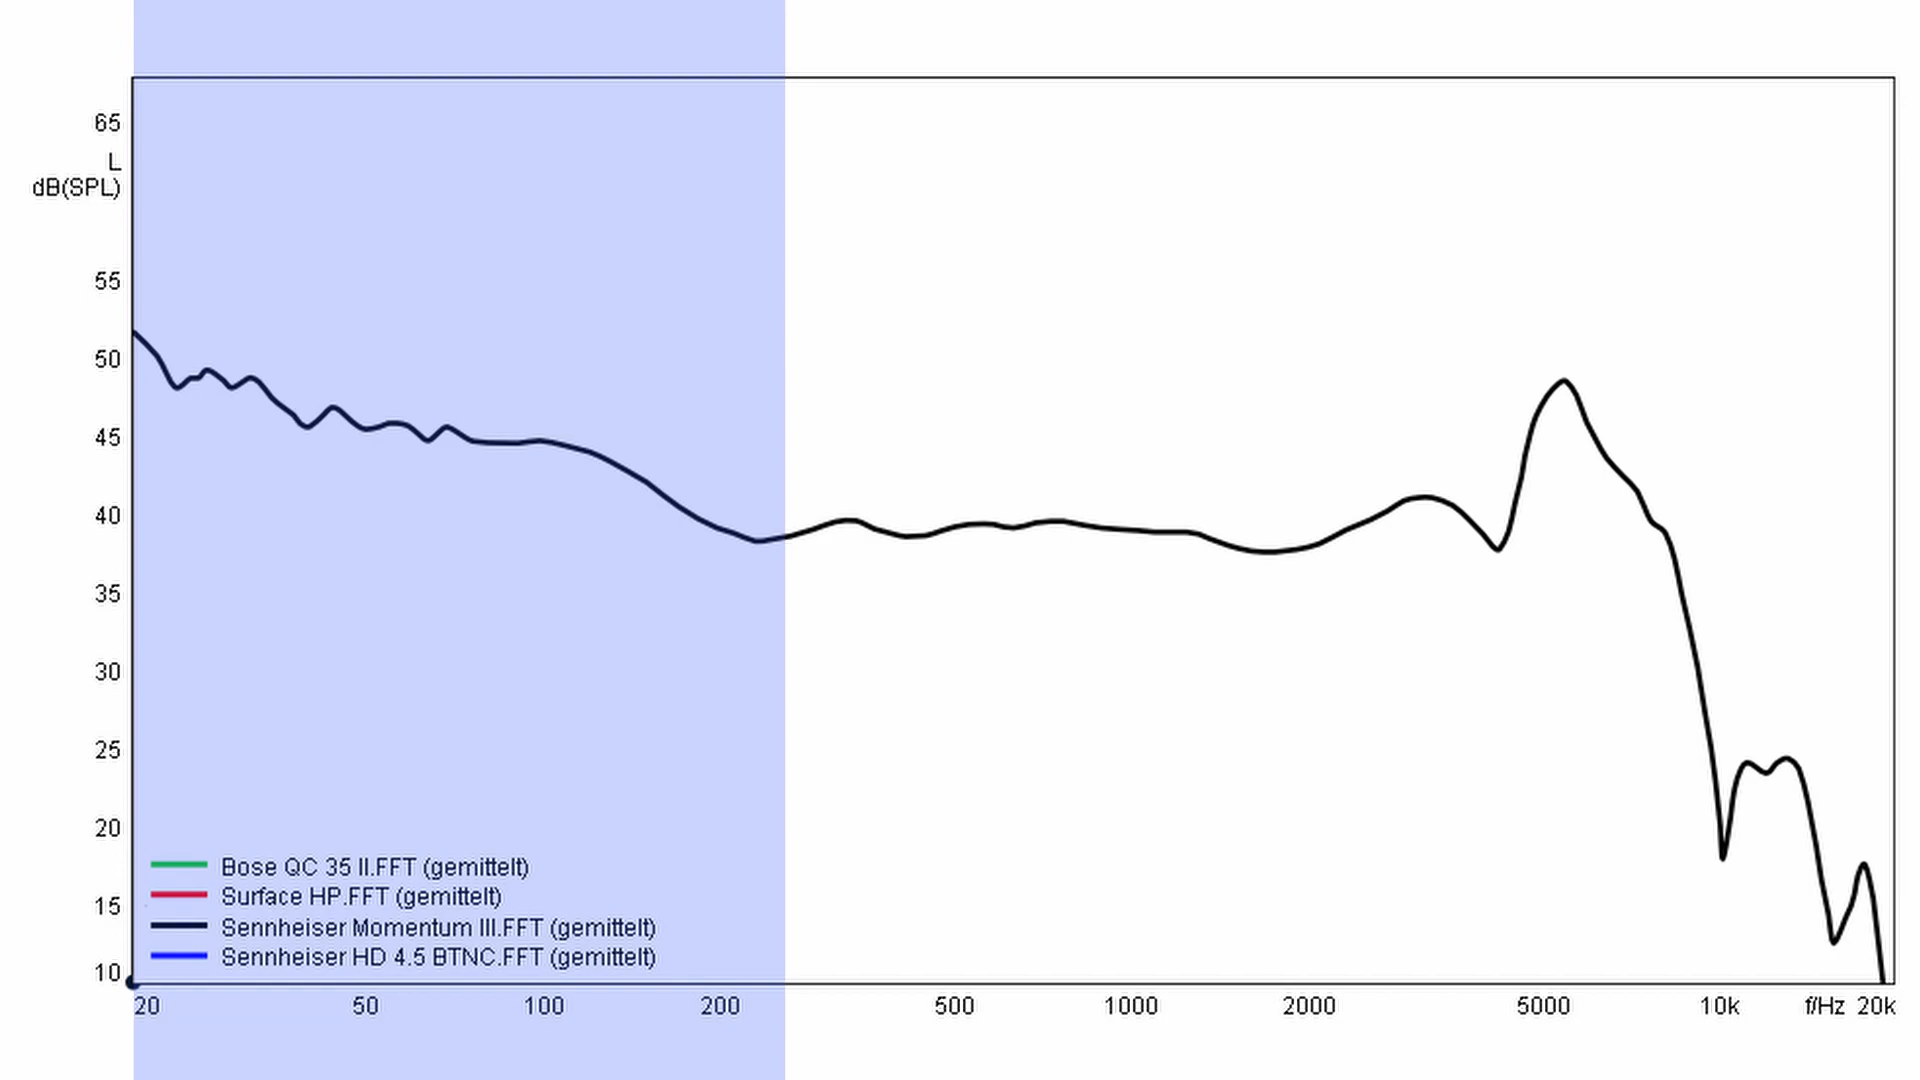 65
L
dB(SPL)
55
50
45
40
35
30
25
20
15
10
Bose QC 35 II.FFT (gemittelt)
Surface HP.FFT (gemittelt)
Sennheiser Momentum III.FFT (gemittelt)
Sennheiser HD 4.5 BTNC.FFT (gemittelt)
20 50 100 200 500 1000 2000 5000 10k f/Hz 20k